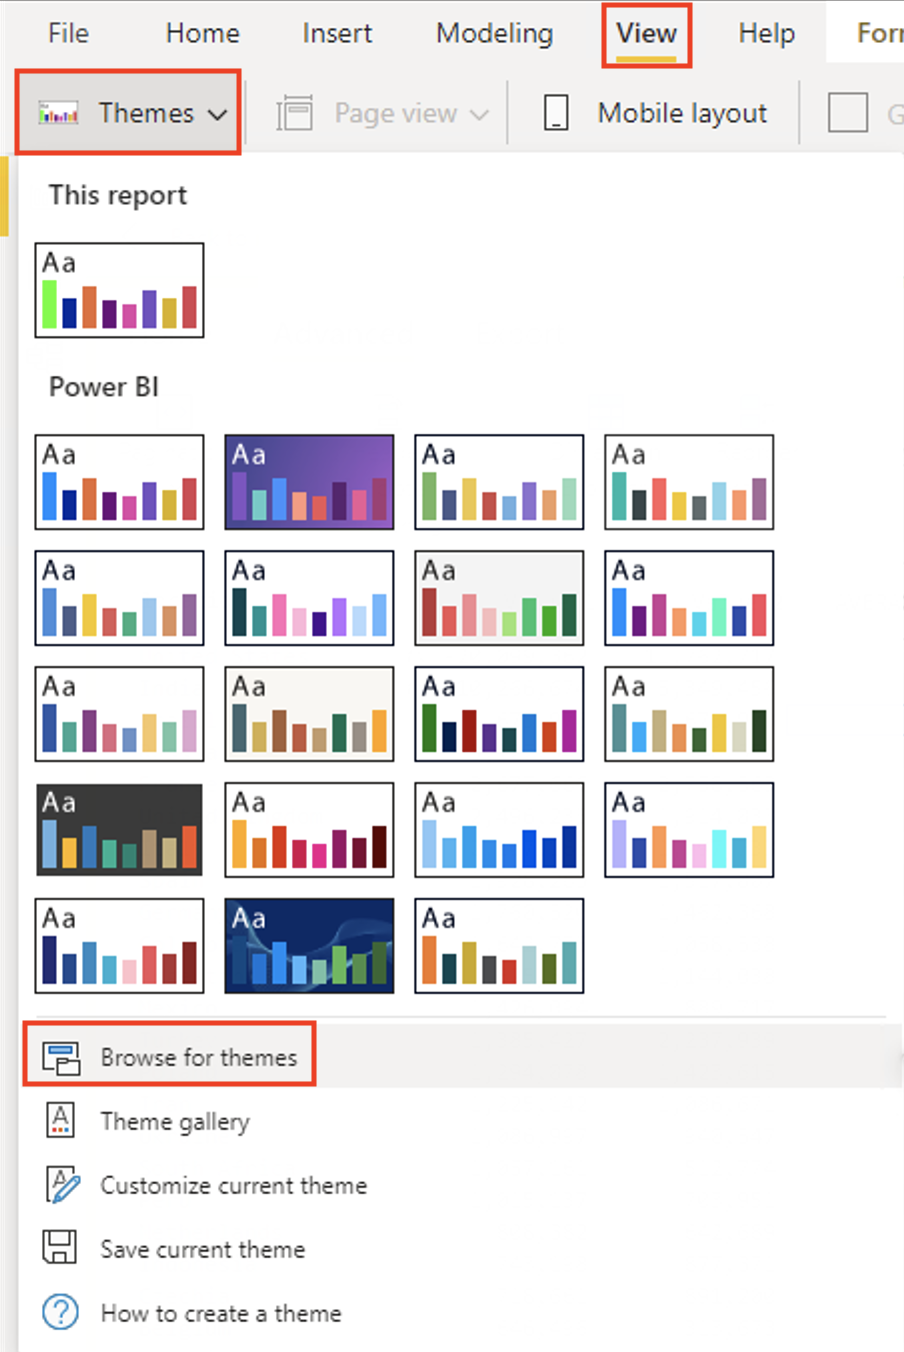 File Home Insert Modeling View Help For
Themes Page view Mobile layout G
This report
Aa
Power BI
Aa Aa Aa Aa
Aa Aa Aa Aa
Aa Aa Aa Aa
Aa Aa Aa Aa
Aa Aa Aa
Browse for themes
A Theme gallery
A Customize current theme
Save current theme
? How to create a theme